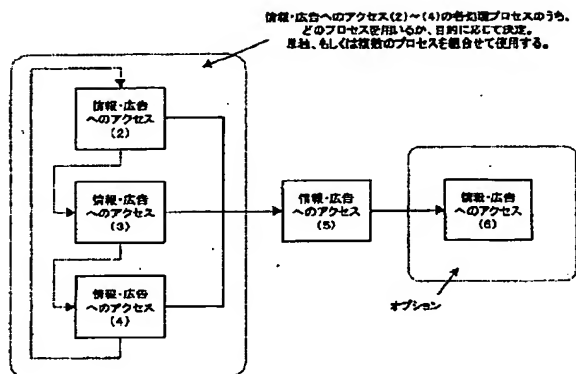 情報・広告へのアクセス(2)~(4)の各処理プロセスのうち、
どのプロセスを用いるか、目的に応じて決定。
単独、もしくは複数のプロセスを組合せて使用する。
情報・広告
へのアクセス
(2)
情報・広告
へのアクセス
(3)
情報・広告
へのアクセス
(4)
情報・広告
へのアクセス
(5)
情報・広告
へのアクセス
(6)
オプション